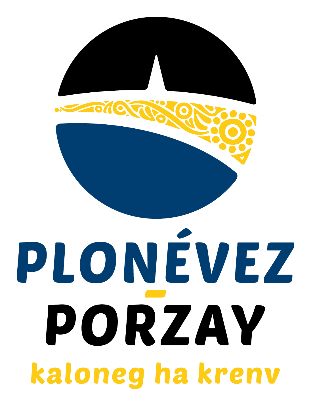 PLONÉVEZ
-
PORZAY
kaloneg ha krenv